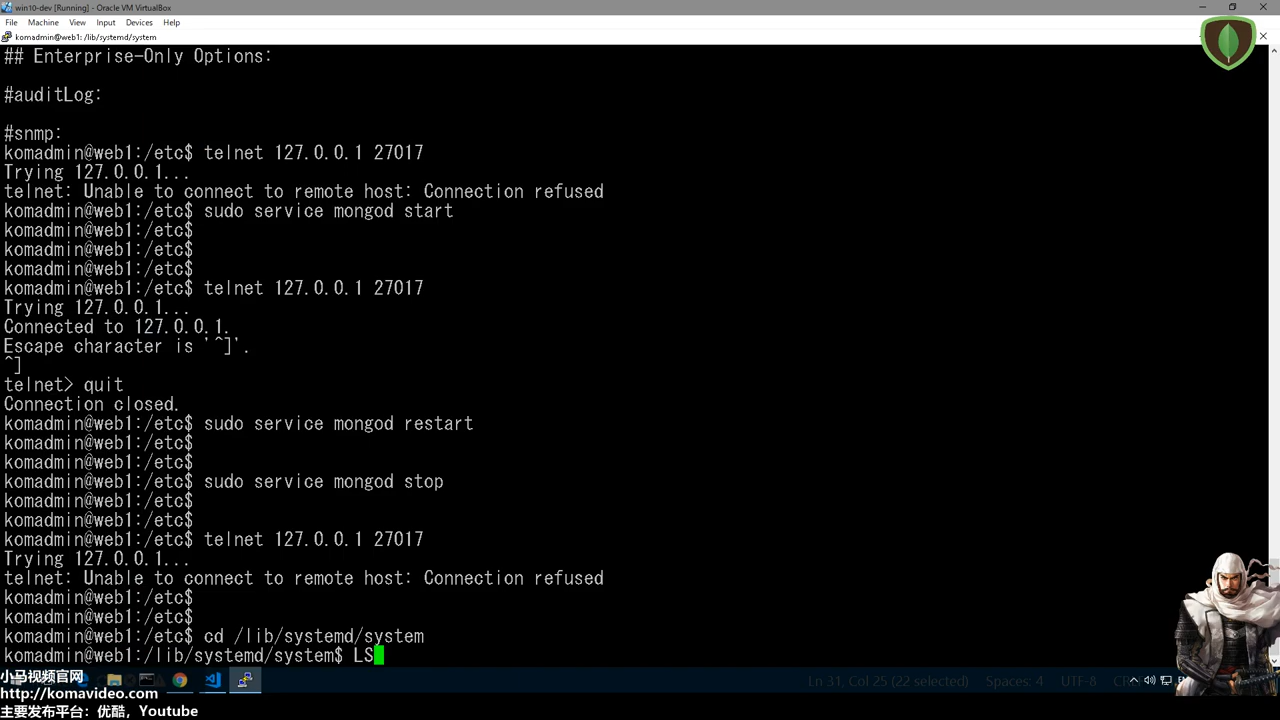 win10-dev [Running] - Oracle VM VirtualBox
File Machine View Input Devices Help
komadmin@web1: /lib/systemd/system
## Enterprise-Only Options:
#auditLog:
#snmp:
komadmin@web1:/etc$ telnet 127.0.0.1 27017
Trying 127.0.0.1...
telnet: Unable to connect to remote host: Connection refused
komadmin@web1:/etc$ sudo service mongod start
komadmin@web1:/etc$
komadmin@web1:/etc$
komadmin@web1:/etc$
komadmin@web1:/etc$ telnet 127.0.0.1 27017
Trying 127.0.0.1...
Connected to 127.0.0.1.
Escape character is '^]'.
^]
telnet> quit
Connection closed.
komadmin@web1:/etc$ sudo service mongod restart
komadmin@web1:/etc$
komadmin@web1:/etc$
komadmin@web1:/etc$ sudo service mongod stop
komadmin@web1:/etc$
komadmin@web1:/etc$
komadmin@web1:/etc$ telnet 127.0.0.1 27017
Trying 127.0.0.1...
telnet: Unable to connect to remote host: Connection refused
komadmin@web1:/etc$
komadmin@web1:/etc$
komadmin@web1:/etc$ cd /lib/systemd/system
komadmin@web1:/lib/systemd/system$ LS
小马视频官网
http://komavideo.com
主要发布平台：优酷，Youtube
Ln 31, Col 25 (22 selected) Spaces: 4 UTF-8